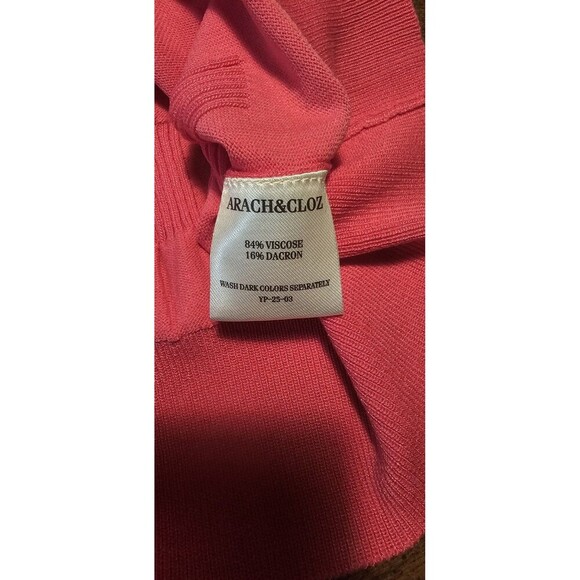 ARACH&CLOZ
84% VISCOSE
16% DACRON
WASH DARK COLORS SEPARATELY
YP-25-03